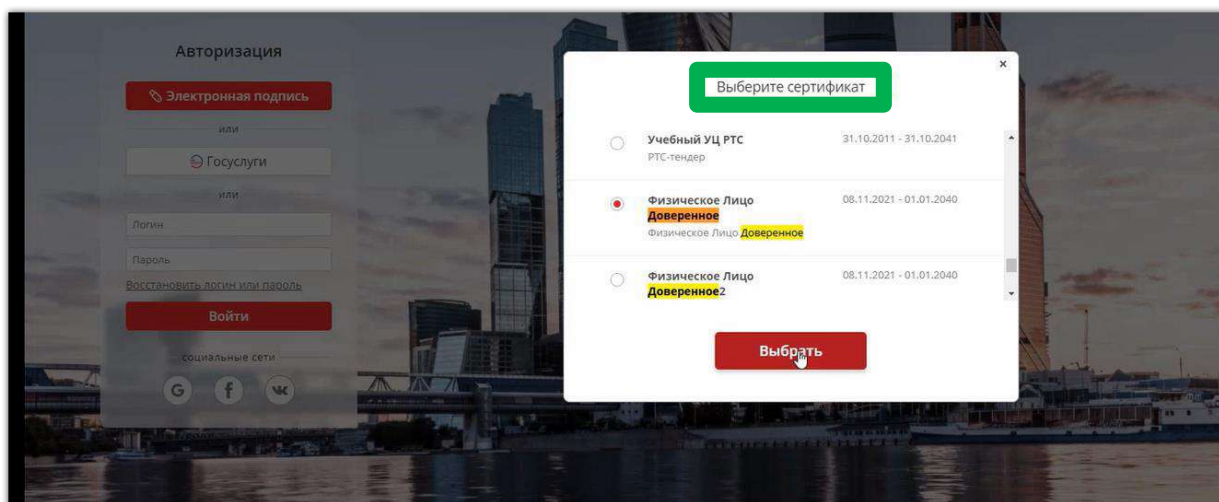 Авторизация
Электронная подпись
или
Госуслуги
или
Логин
Пароль
Восстановить логин или пароль
Войти
социальные сети
G f
Выберите сертификат
×
Учебный УЦ РТС 31.10.2011 - 31.10.2041
РТС-тендер
Физическое Лицо 08.11.2021 - 01.01.2040
Доверенное
Физическое Лицо Доверенное
Физическое Лицо 08.11.2021 - 01.01.2040
Доверенное2
Выбрать